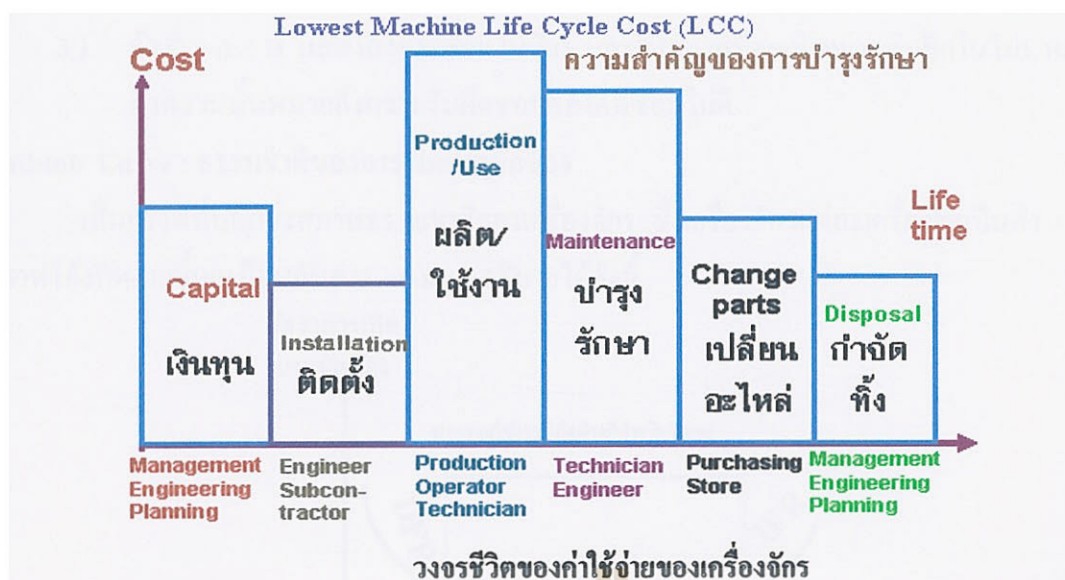 Lowest Machine Life Cycle Cost (LCC)
Cost
ความสำคัญของการบำรุงรักษา
Production
/Use
ผลิต/
ใช้งาน
Life
time
Maintenance
บำรุง
รักษา
Capital
เงินทุน
Installation
ติดตั้ง
Change
parts
เปลี่ยน
อะไหล่
Disposal
กำจัด
ทิ้ง
Management
Engineering
Planning
Engineer
Subcon-
tractor
Production
Operator
Technician
Technician
Engineer
Purchasing
Store
Management
Engineering
Planning
วงจรชีวิตของค่าใช้จ่ายของเครื่องจักร